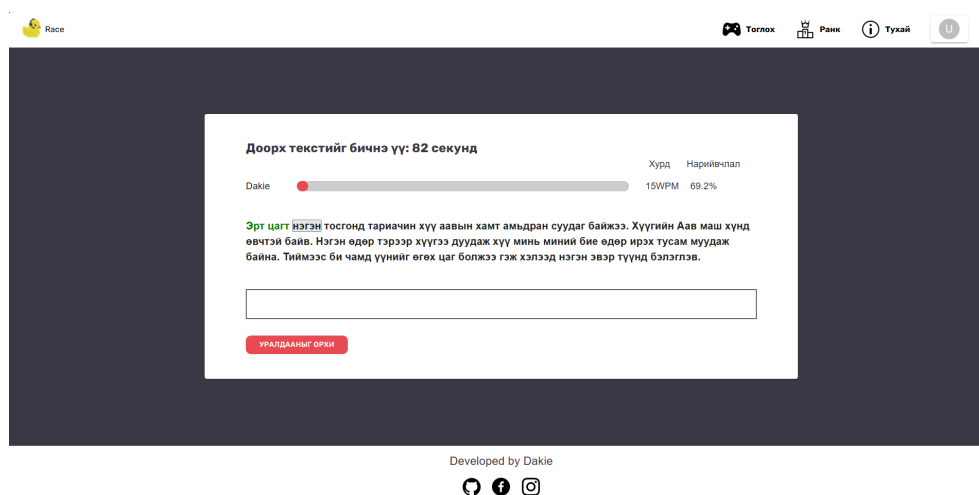 Race
Тоглох
Ранк
Тухай
U
Доорх текстийг бичнэ үү: 82 секунд
Хурд Нарийвчлал
Dakie 15WPM 69.2%
Эрт цагт нэгэн тосгонд тариачин хүү аавын хамт амьдран суудаг байжээ. Хүүгийн Аав маш хүнд
өвчтэй байв. Нэгэн өдөр тэрээр хүүгээ дуудаж хүү минь миний бие өдөр ирэх тусам муудаж
байна. Тиймээс би чамд үүнийг өгөх цаг болжээ гэж хэлээд нэгэн эвэр түүнд бэлэглэв.
УРАЛДААНЫГ ОРХИ
Developed by Dakie